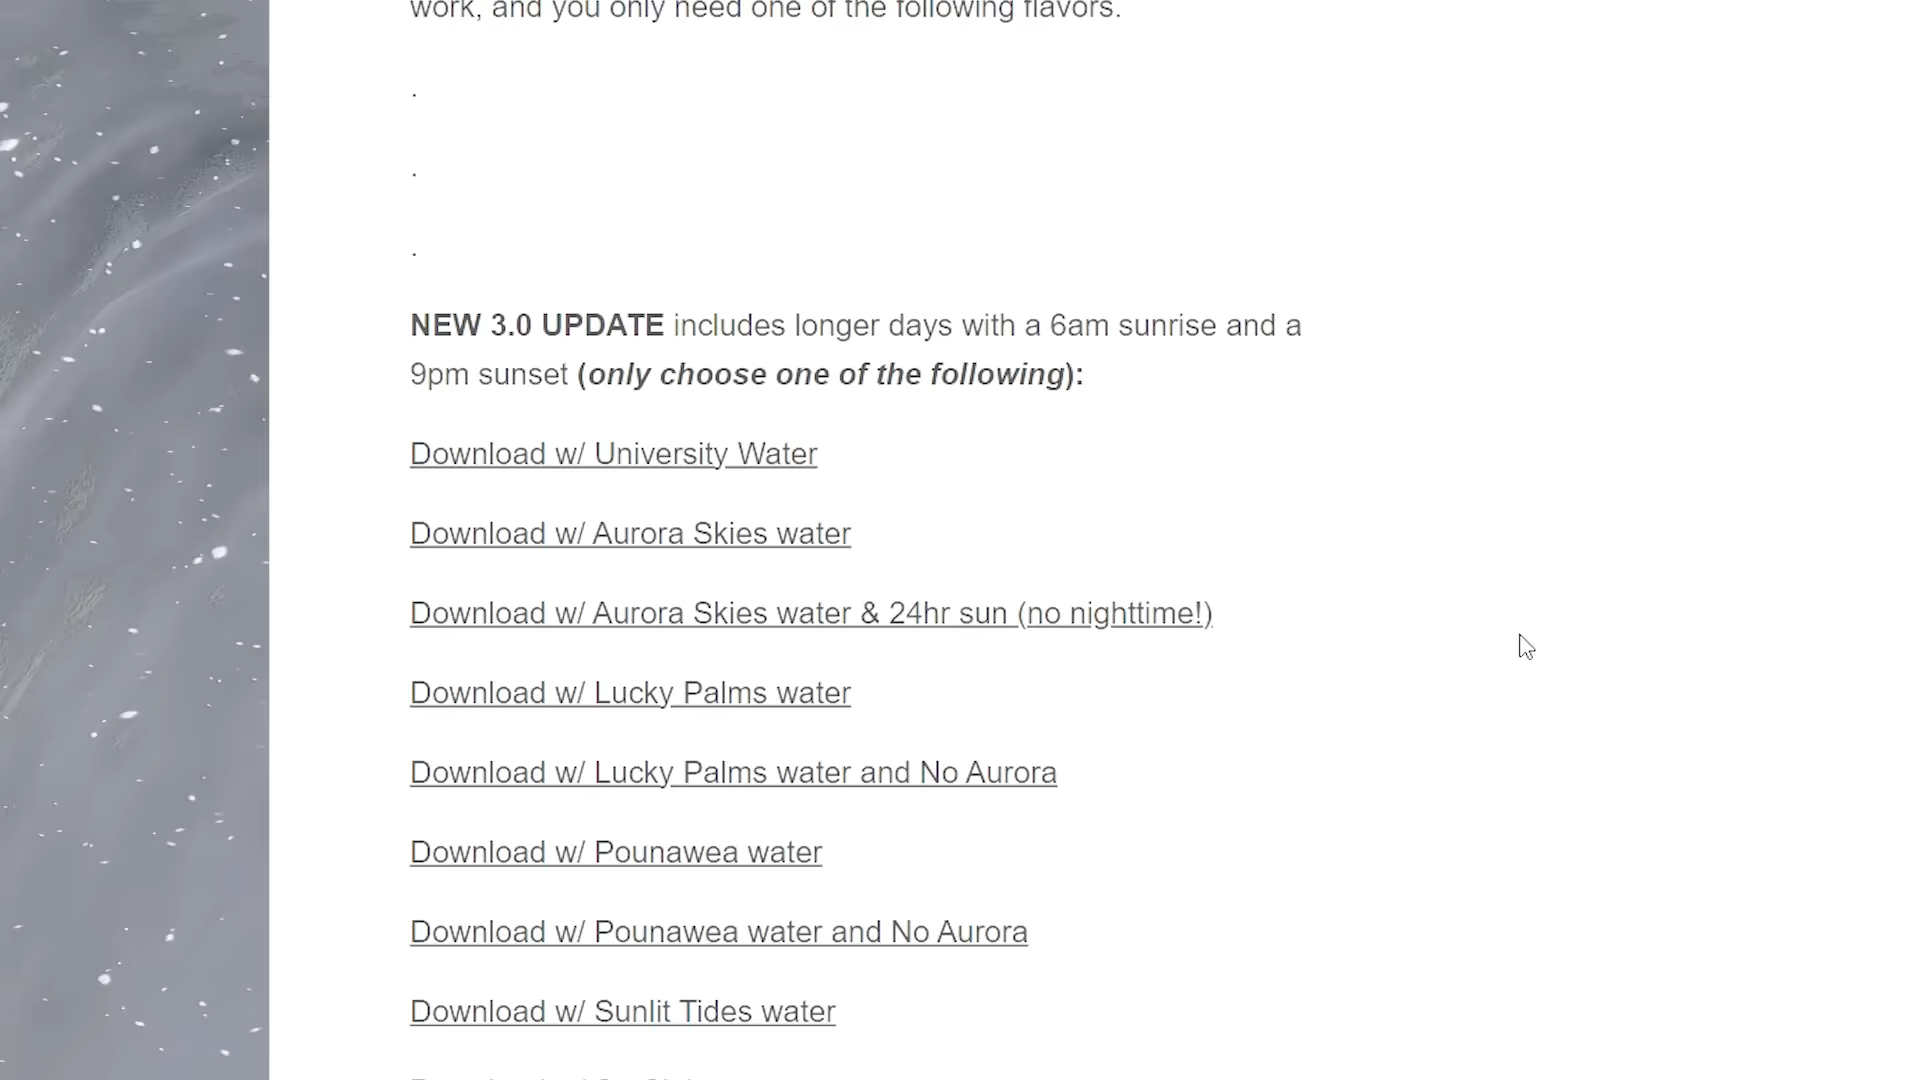 work, and you only need one of the following flavors.
.
.
.
NEW 3.0 UPDATE includes longer days with a 6am sunrise and a
9pm sunset (only choose one of the following):
Download w/ University Water
Download w/ Aurora Skies water
Download w/ Aurora Skies water & 24hr sun (no nighttime!)
Download w/ Lucky Palms water
Download w/ Lucky Palms water and No Aurora
Download w/ Pounawea water
Download w/ Pounawea water and No Aurora
Download w/ Sunlit Tides water